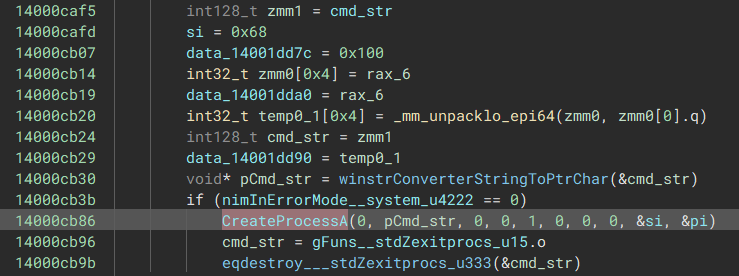 14000caf5 int128_t zmm1 = cmd_str
14000cafd si = 0x68
14000cb07 data_14001dd7c = 0x100
14000cb14 int32_t zmm0[0x4] = rax_6
14000cb19 data_14001dda0 = rax_6
14000cb20 int32_t temp0_1[0x4] = _mm_unpacklo_epi64(zmm0, zmm0[0].q)
14000cb24 int128_t cmd_str = zmm1
14000cb29 data_14001dd90 = temp0_1
14000cb30 void* pCmd_str = winstrConverterStringToPtrChar(&cmd_str)
14000cb3b if (nimInErrorMode__system_u4222 == 0)
14000cb86 CreateProcessA(0, pCmd_str, 0, 0, 1, 0, 0, 0, &si, &pi)
14000cb96 cmd_str = gFuns__stdZexitprocs_u15.o
14000cb9b eqdestroy___stdZexitprocs_u333(&cmd_str)